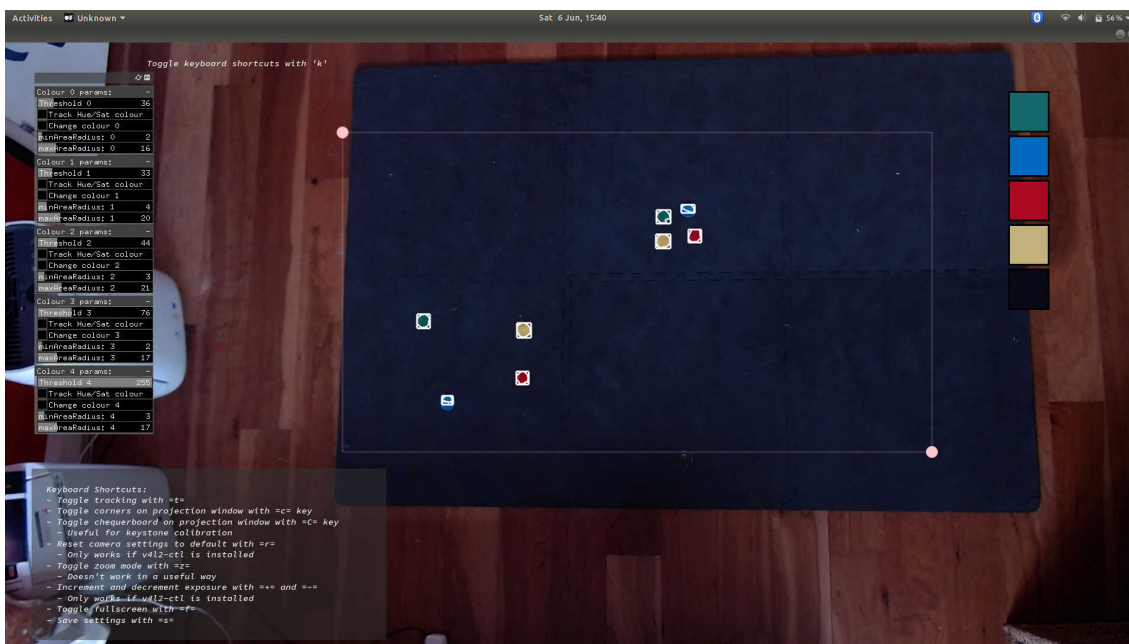 Activities
Unknown
Sat 6 Jun, 15:40
56%
Toggle keyboard shortcuts with 'k'
Colour 0 params: -
Threshold 0 36
Track Hue/Sat colour
Change colour 0
minAreaRadius: 0 2
maxAreaRadius: 0 16
Colour 1 params: -
Threshold 1 33
Track Hue/Sat colour
Change colour 1
minAreaRadius: 1 4
maxAreaRadius: 1 20
Colour 2 params: -
Threshold 2 44
Track Hue/Sat colour
Change colour 2
minAreaRadius: 2 3
maxAreaRadius: 2 21
Colour 3 params: -
Threshold 3 76
Track Hue/Sat colour
Change colour 3
minAreaRadius: 3 2
maxAreaRadius: 3 17
Colour 4 params: -
Threshold 4 255
Track Hue/Sat colour
Change colour 4
minAreaRadius: 4 3
maxAreaRadius: 4 17
Keyboard Shortcuts:
- Toggle tracking with =t=
- Toggle corners on projection window with =c= key
- Toggle chequerboard on projection window with =C= key
- Useful for keystone calibration
- Reset camera settings to default with =r=
- Only works if v4l2-ctl is installed
- Toggle zoom mode with =z=
- Doesn't work in a useful way
- Increment and decrement exposure with =+= and =-=
- Only works if v4l2-ctl is installed
- Toggle fullscreen with =f=
- Save settings with =s=